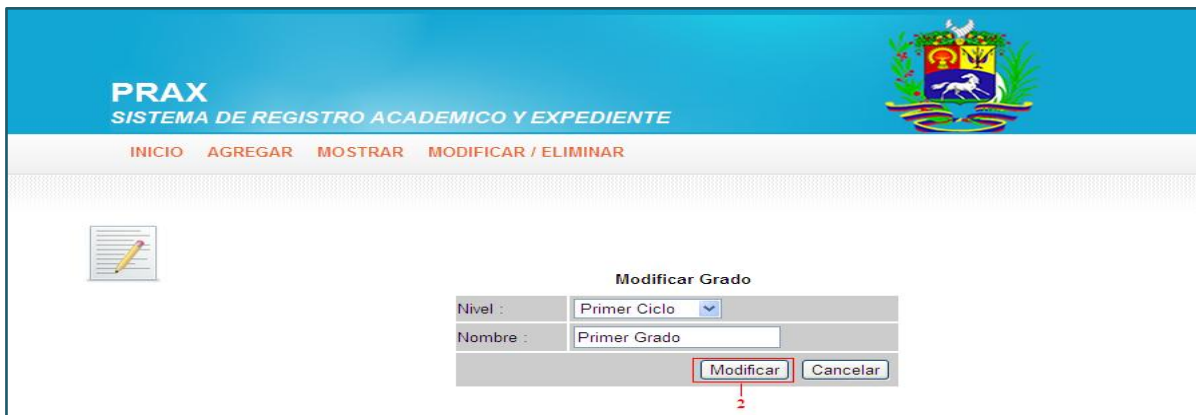 PRAX
SISTEMA DE REGISTRO ACADEMICO Y EXPEDIENTE
INICIO AGREGAR MOSTRAR MODIFICAR / ELIMINAR
Modificar Grado
Nivel : Primer Ciclo
Nombre : Primer Grado
Modificar Cancelar
2